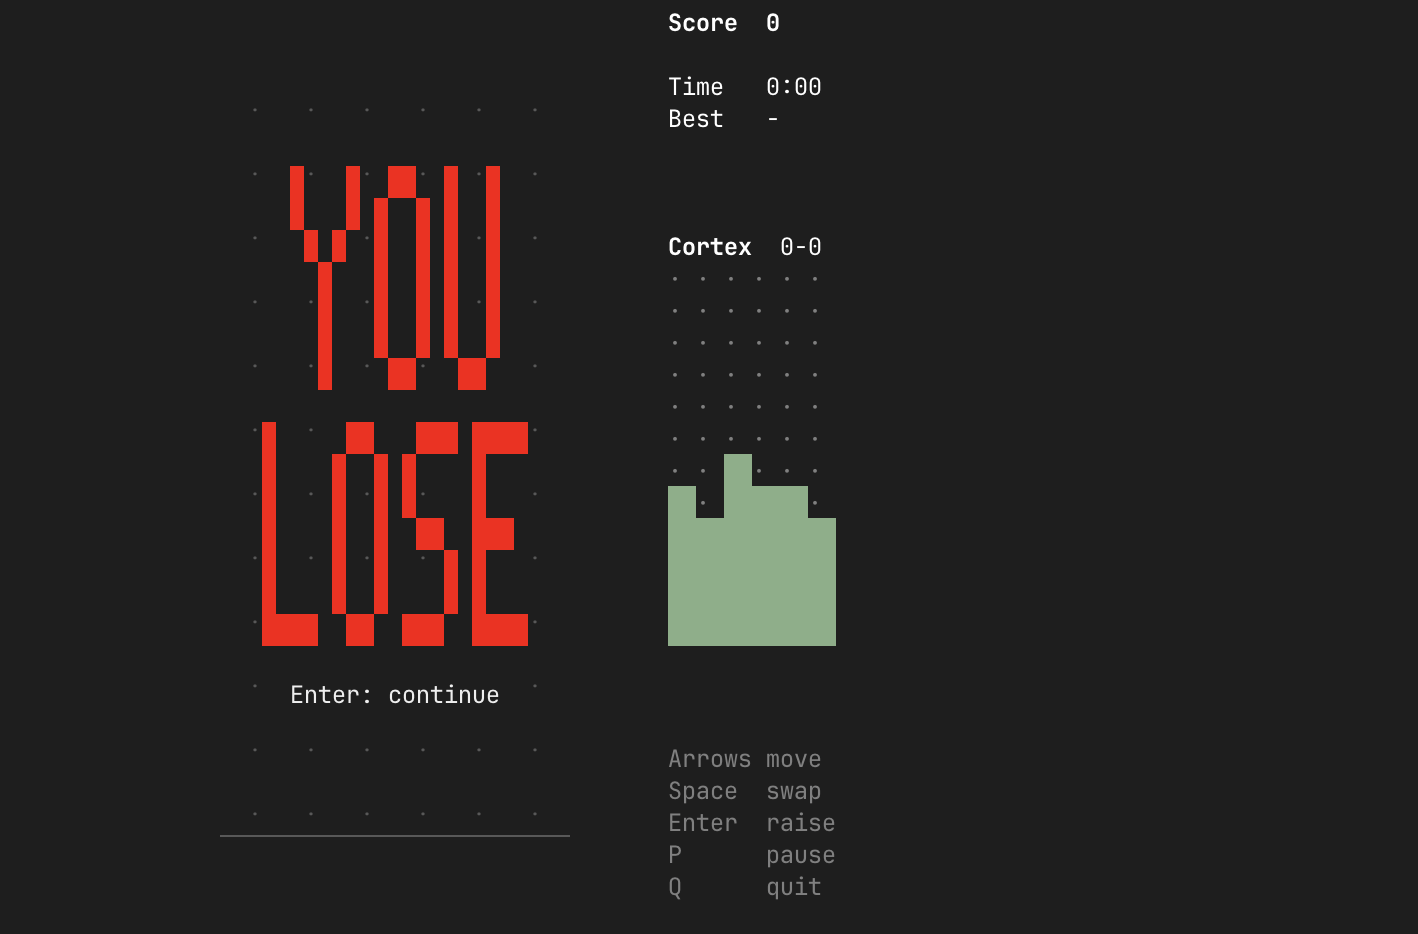 Score 0
Time 0:00
Best -
YOU
LOSE
Enter: continue
Cortex 0-0
Arrows move
Space swap
Enter raise
P pause
Q quit